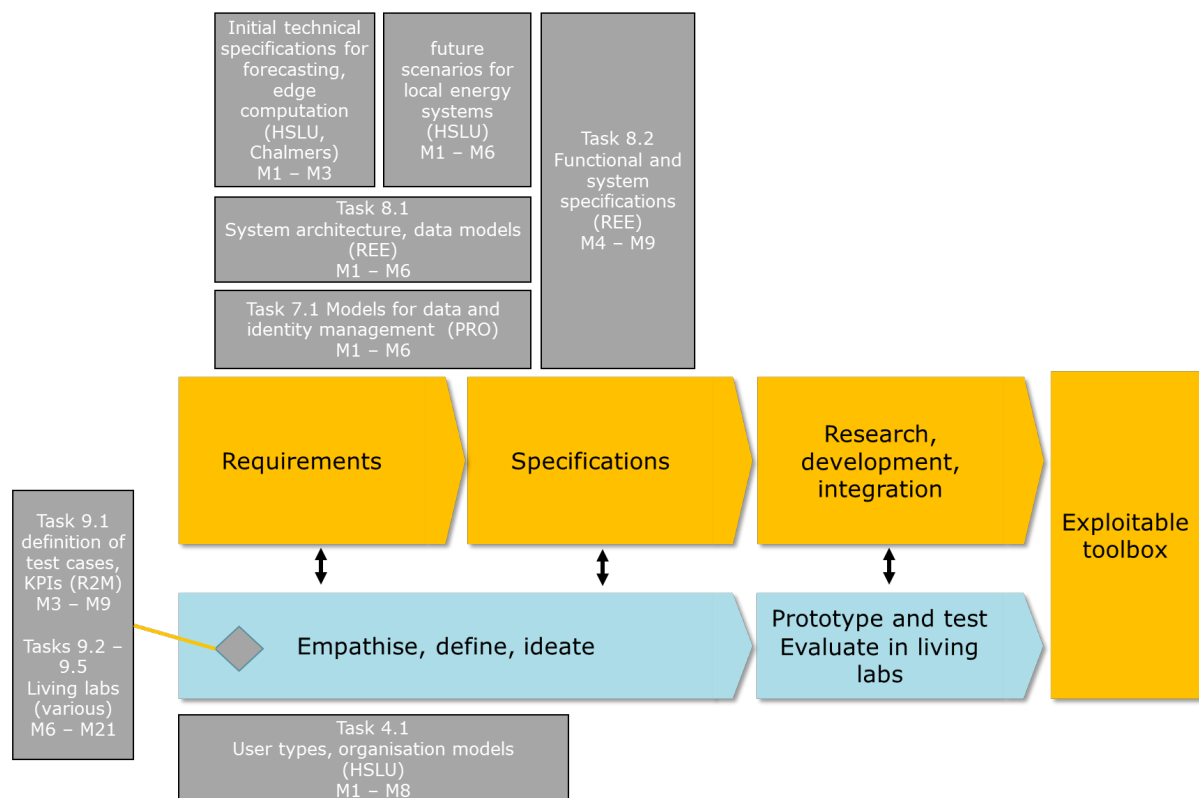 Initial technical
specifications for
forecasting,
edge
computation
(HSLU,
Chalmers)
M1 – M3
future
scenarios for
local energy
systems
(HSLU)
M1 – M6
Task 8.2
Functional and
system
specifications
(REE)
M4 – M9
Task 8.1
System architecture, data models
(REE)
M1 – M6
Task 7.1 Models for data and
identity management  (PRO)
M1 – M6
Requirements
Specifications
Research,
development,
integration
Exploitable
toolbox
Task 9.1
definition of
test cases,
KPIs (R2M)
M3 – M9
Tasks 9.2 –
9.5
Living labs
(various)
M6 – M21
Empathise, define, ideate
Prototype and test
Evaluate in living
labs
Task 4.1
User types, organisation models
(HSLU)
M1 – M8